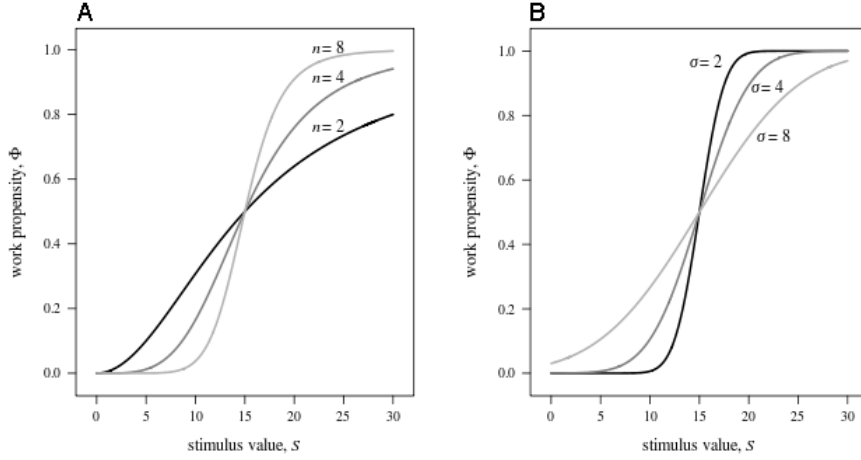 A
work propensity, Φ
1.0
0.8
0.6
0.4
0.2
0.0
n= 8
n= 4
n= 2
0 5 10 15 20 25 30
stimulus value, s
B
work propensity, Φ
1.0
0.8
0.6
0.4
0.2
0.0
σ= 2
σ= 4
σ= 8
0 5 10 15 20 25 30
stimulus value, s